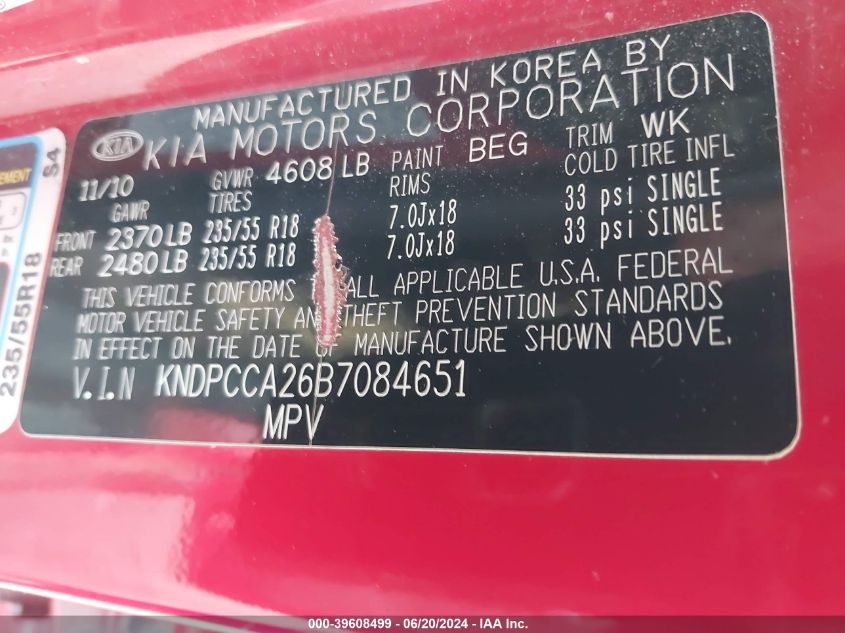 MANUFACTURED IN KOREA BY
KIA KIA MOTORS CORPORATION
11/10 GVWR 4608 LB PAINT BEG TRIM WK
GAWR TIRES RIMS COLD TIRE INFL
FRONT 2370 LB 235/55 R18 7.0Jx18 33 psi SINGLE
REAR 2480 LB 235/55 R18 7.0Jx18 33 psi SINGLE
THIS VEHICLE CONFORMS ALL APPLICABLE U.S.A. FEDERAL
MOTOR VEHICLE SAFETY AN THEFT PREVENTION STANDARDS
IN EFFECT ON THE DATE OF MANUFACTURE SHOWN ABOVE.
V.I.N KNDPCCA26B7084651
MPV
S4
235/55R18
000-39608499 - 06/20/2024 - IAA Inc.